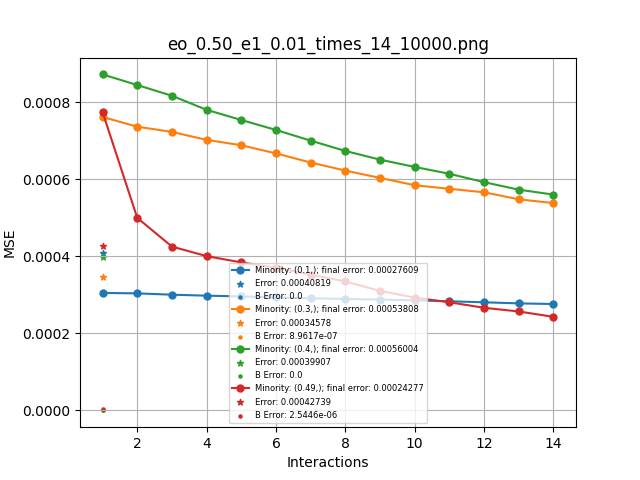 eo_0.50_e1_0.01_times_14_10000.png
MSE
0.0008
0.0006
0.0004
0.0002
0.0000
Minority: (0.1,); final error: 0.00027609
Error: 0.00040819
B Error: 0.0
Minority: (0.3,); final error: 0.00053808
Error: 0.00034578
B Error: 8.9617e-07
Minority: (0.4,); final error: 0.00056004
Error: 0.00039907
B Error: 0.0
Minority: (0.49,); final error: 0.00024277
Error: 0.00042739
B Error: 2.5446e-06
2 4 6 8 10 12 14
Interactions